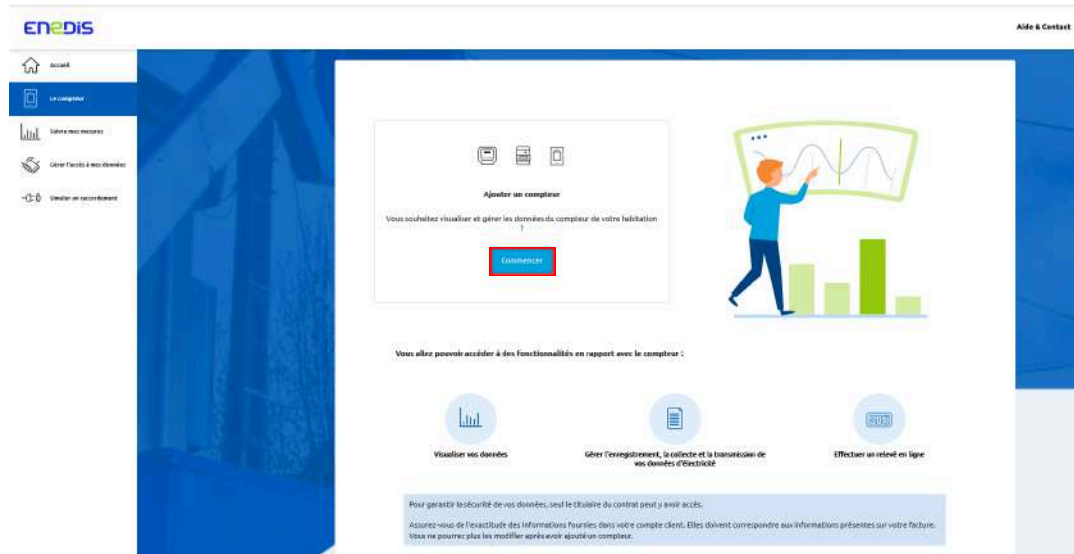 ENEDIS
Aide & Contact
Accueil
Le compteur
Suivre mes mesures
Gérer l'accès à mes données
Simuler un raccordement
Ajouter un compteur
Vous souhaitez visualiser et gérer les données du compteur de votre habitation
?
Commencer
Vous allez pouvoir accéder à des fonctionnalités en rapport avec le compteur :
Visualiser vos données
Gérer l'enregistrement, la collecte et la transmission de
vos données d'électricité
Effectuer un relevé en ligne
Pour garantir la sécurité de vos données, seul le titulaire du contrat peut y avoir accès.
Assurez-vous de l'exactitude des informations fournies dans votre compte client. Elles doivent correspondre aux informations présentes sur votre facture.
Vous ne pourrez plus les modifier après avoir ajouté un compteur.